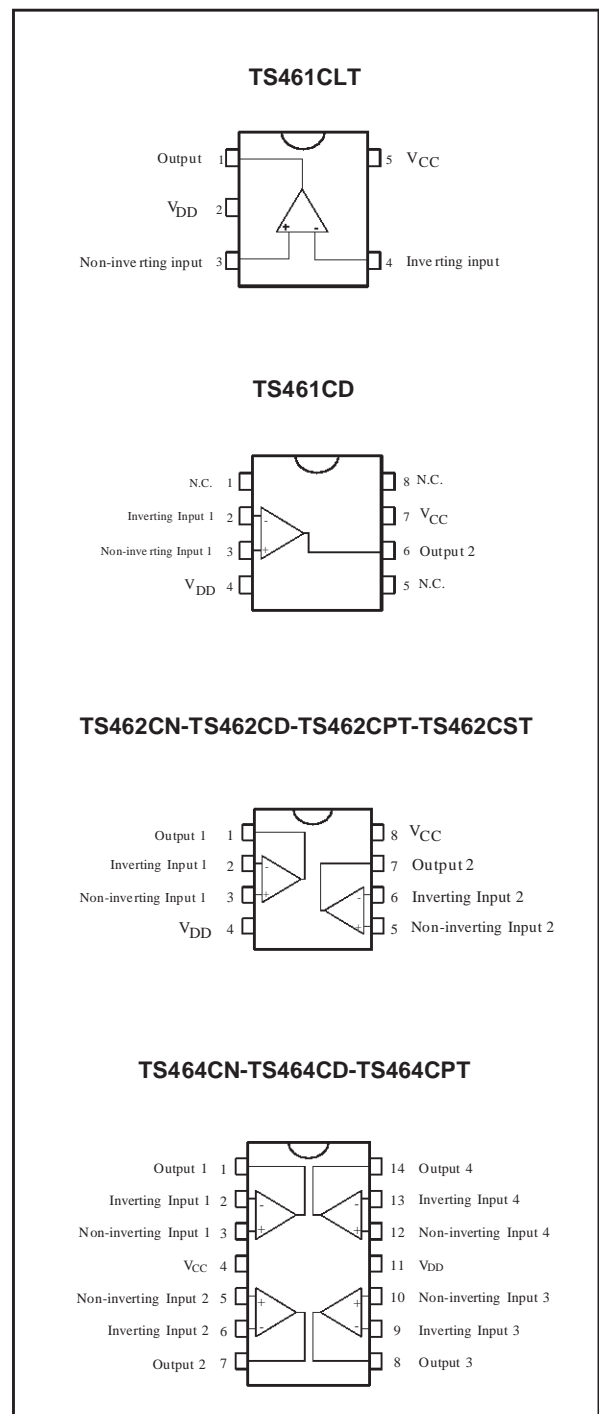 TS461CLT
Output 1
5 VCC
VDD 2
Non-inverting input 3
4 Inverting input
+ -
TS461CD
N.C. 1
8 N.C.
Inverting Input 1 2
7 VCC
Non-inverting Input 1 3
6 Output 2
VDD 4
5 N.C.
-
+
TS462CN-TS462CD-TS462CPT-TS462CST
Output 1 1
8 VCC
Inverting Input 1 2
7 Output 2
Non-inverting Input 1 3
6 Inverting Input 2
VDD 4
5 Non-inverting Input 2
- -
+ +
TS464CN-TS464CD-TS464CPT
Output 1 1
14 Output 4
Inverting Input 1 2
13 Inverting Input 4
Non-inverting Input 1 3
12 Non-inverting Input 4
VCC 4
11 VDD
Non-inverting Input 2 5
10 Non-inverting Input 3
Inverting Input 2 6
9 Inverting Input 3
Output 2 7
8 Output 3
- -
+ +
+ +
- -